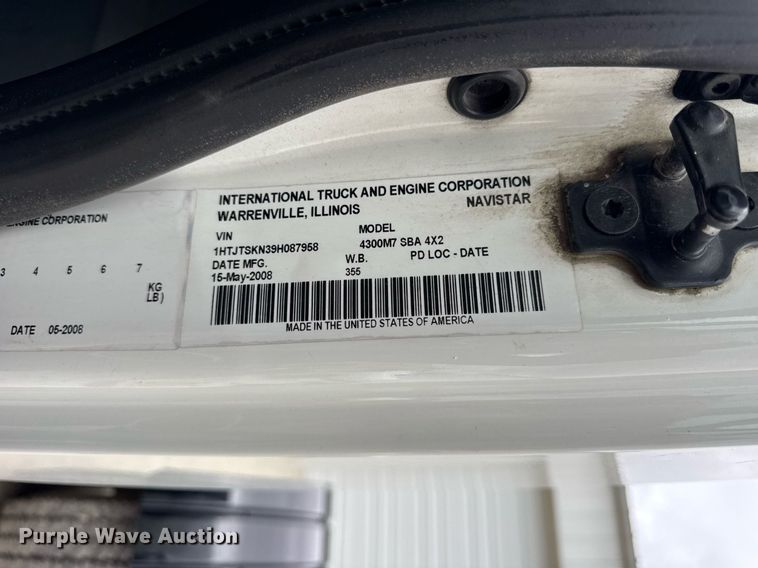 ENGINE CORPORATION
3 4 5 6 7
KG
LB)
DATE 05-2008
INTERNATIONAL TRUCK AND ENGINE CORPORATION
WARRENVILLE, ILLINOIS NAVISTAR
VIN MODEL
1HTJTSKN39H087958 4300M7 SBA 4X2
DATE MFG. W.B. PD LOC - DATE
15-May-2008 355
MADE IN THE UNITED STATES OF AMERICA
Purple Wave Auction